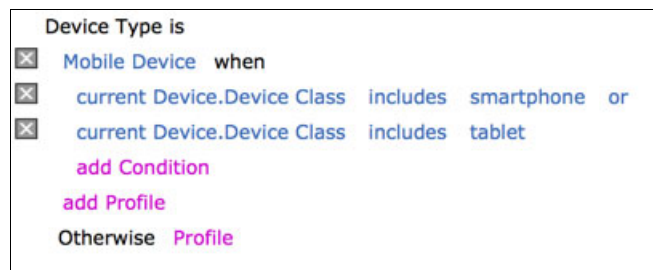 Device Type is
Mobile Device when
current Device.Device Class includes smartphone or
current Device.Device Class includes tablet
add Condition
add Profile
Otherwise Profile